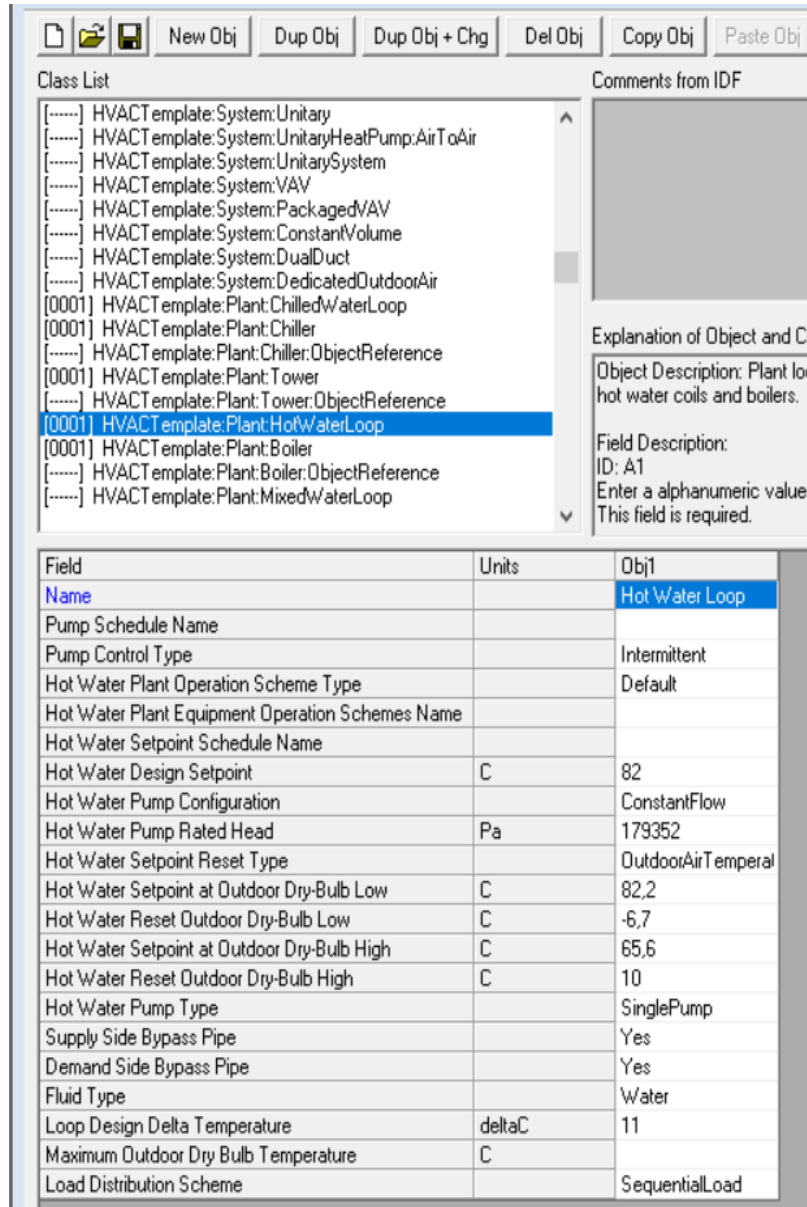 New Obj Dup Obj Dup Obj + Chg Del Obj Copy Obj Paste Obj
Class List
[------] HVACTemplate:System:Unitary
[------] HVACTemplate:System:UnitaryHeatPump:AirToAir
[------] HVACTemplate:System:UnitarySystem
[------] HVACTemplate:System:VAV
[------] HVACTemplate:System:PackagedVAV
[------] HVACTemplate:System:ConstantVolume
[------] HVACTemplate:System:DualDuct
[------] HVACTemplate:System:DedicatedOutdoorAir
[0001] HVACTemplate:Plant:ChilledWaterLoop
[0001] HVACTemplate:Plant:Chiller
[------] HVACTemplate:Plant:Chiller:ObjectReference
[0001] HVACTemplate:Plant:Tower
[------] HVACTemplate:Plant:Tower:ObjectReference
[0001] HVACTemplate:Plant:HotWaterLoop
[0001] HVACTemplate:Plant:Boiler
[------] HVACTemplate:Plant:Boiler:ObjectReference
[------] HVACTemplate:Plant:MixedWaterLoop
Comments from IDF
Explanation of Object and C
Object Description: Plant lo
hot water coils and boilers.
Field Description:
ID: A1
Enter a alphanumeric value
This field is required.
Field Units Obj1
Name Hot Water Loop
Pump Schedule Name
Pump Control Type Intermittent
Hot Water Plant Operation Scheme Type Default
Hot Water Plant Equipment Operation Schemes Name
Hot Water Setpoint Schedule Name
Hot Water Design Setpoint C 82
Hot Water Pump Configuration ConstantFlow
Hot Water Pump Rated Head Pa 179352
Hot Water Setpoint Reset Type OutdoorAirTemperat
Hot Water Setpoint at Outdoor Dry-Bulb Low C 82,2
Hot Water Reset Outdoor Dry-Bulb Low C -6,7
Hot Water Setpoint at Outdoor Dry-Bulb High C 65,6
Hot Water Reset Outdoor Dry-Bulb High C 10
Hot Water Pump Type SinglePump
Supply Side Bypass Pipe Yes
Demand Side Bypass Pipe Yes
Fluid Type Water
Loop Design Delta Temperature deltaC 11
Maximum Outdoor Dry Bulb Temperature C
Load Distribution Scheme SequentialLoad